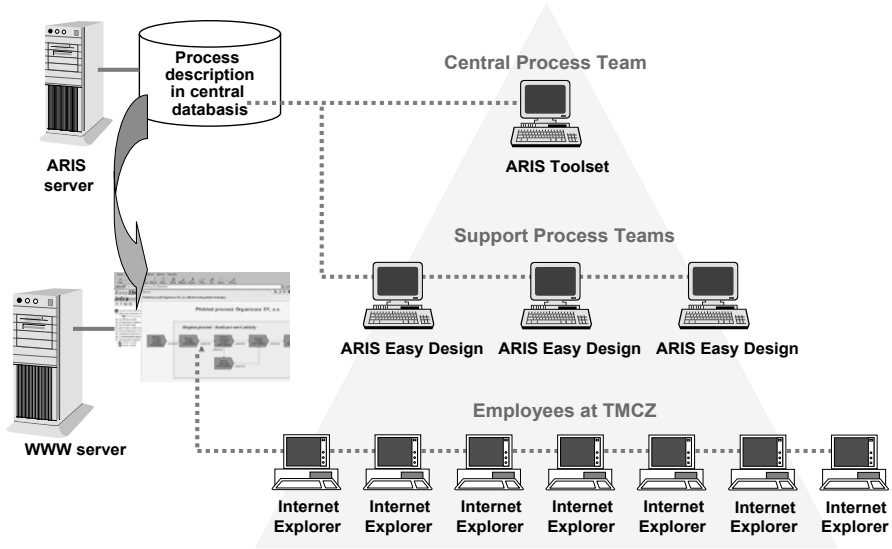 Process
description
in central
databasis
Central Process Team
ARIS Toolset
ARIS
server
Support Process Teams
ARIS Easy Design
ARIS Easy Design
ARIS Easy Design
Employees at TMCZ
WWW server
Internet
Explorer
Internet
Explorer
Internet
Explorer
Internet
Explorer
Internet
Explorer
Internet
Explorer
Internet
Explorer